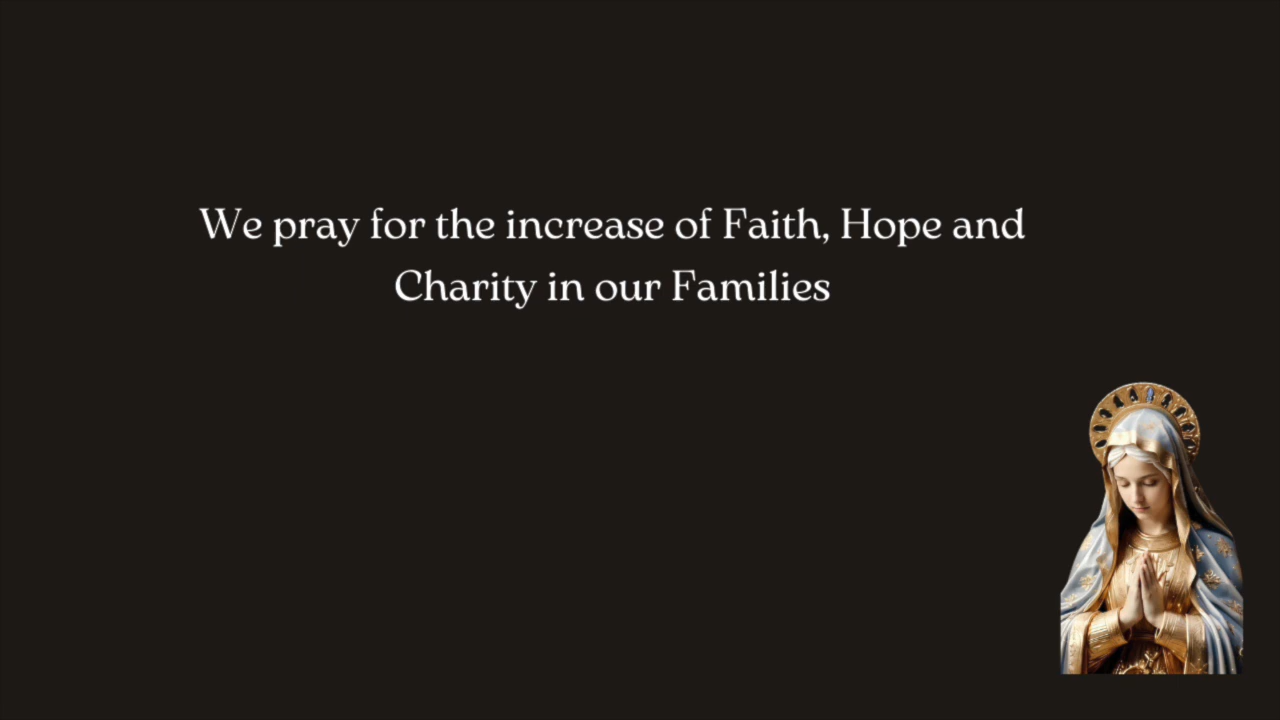 We pray for the increase of Faith, Hope and
Charity in our Families